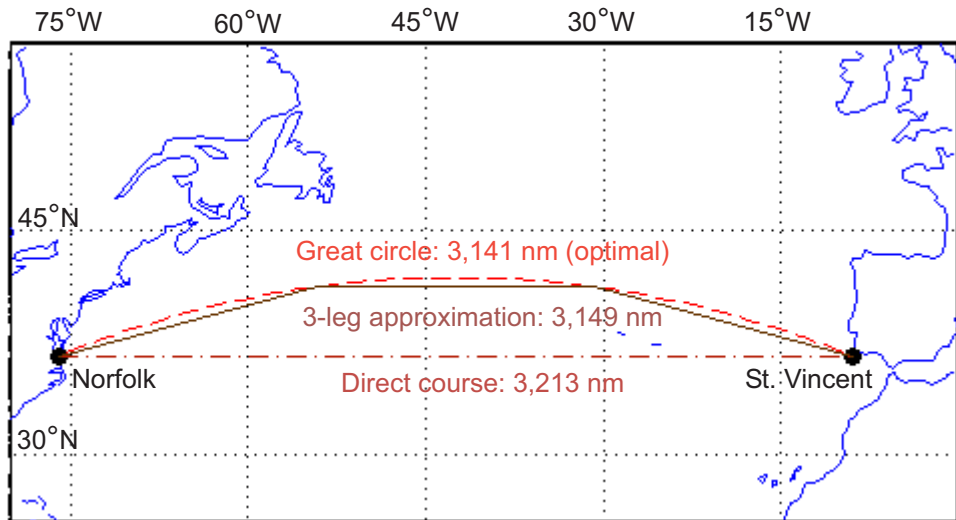 75°W 60°W 45°W 30°W 15°W
45°N
Great circle: 3,141 nm (optimal)
3-leg approximation: 3,149 nm
Norfolk
Direct course: 3,213 nm
St. Vincent
30°N